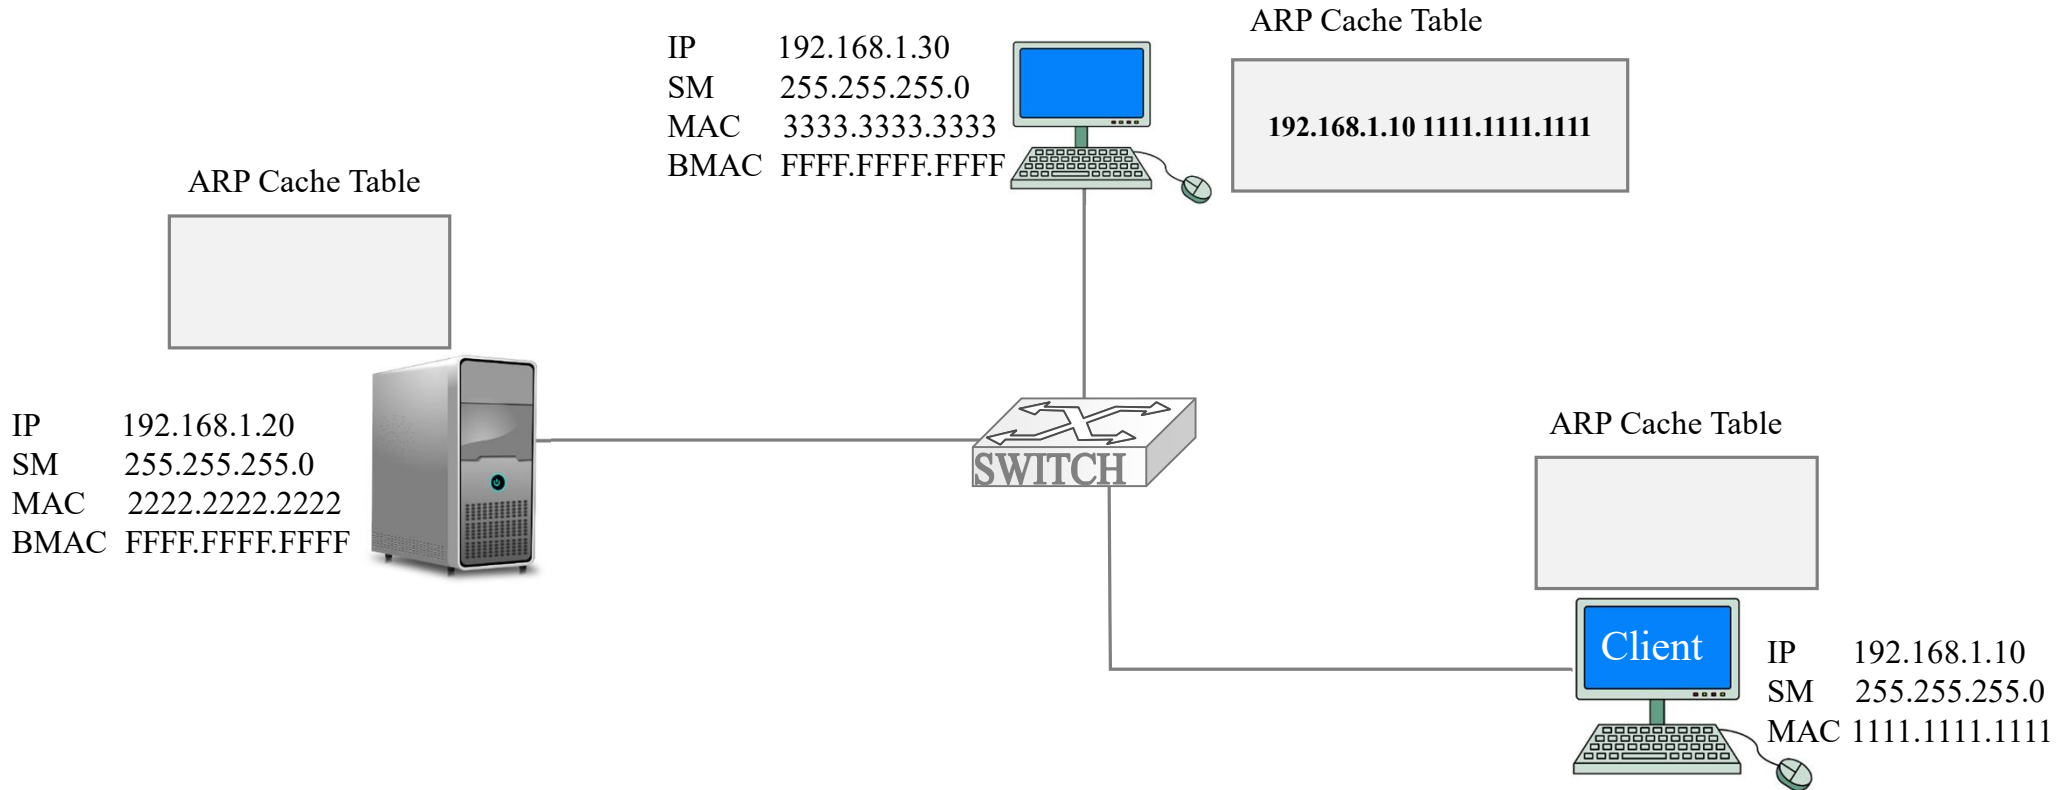 ARP Cache Table
IP 192.168.1.30
SM 255.255.255.0
MAC 3333.3333.3333
BMAC FFFF.FFFF.FFFF
192.168.1.10 1111.1111.1111
ARP Cache Table
IP 192.168.1.20
SM 255.255.255.0
MAC 2222.2222.2222
BMAC FFFF.FFFF.FFFF
SWITCH
ARP Cache Table
Client
IP 192.168.1.10
SM 255.255.255.0
MAC 1111.1111.1111